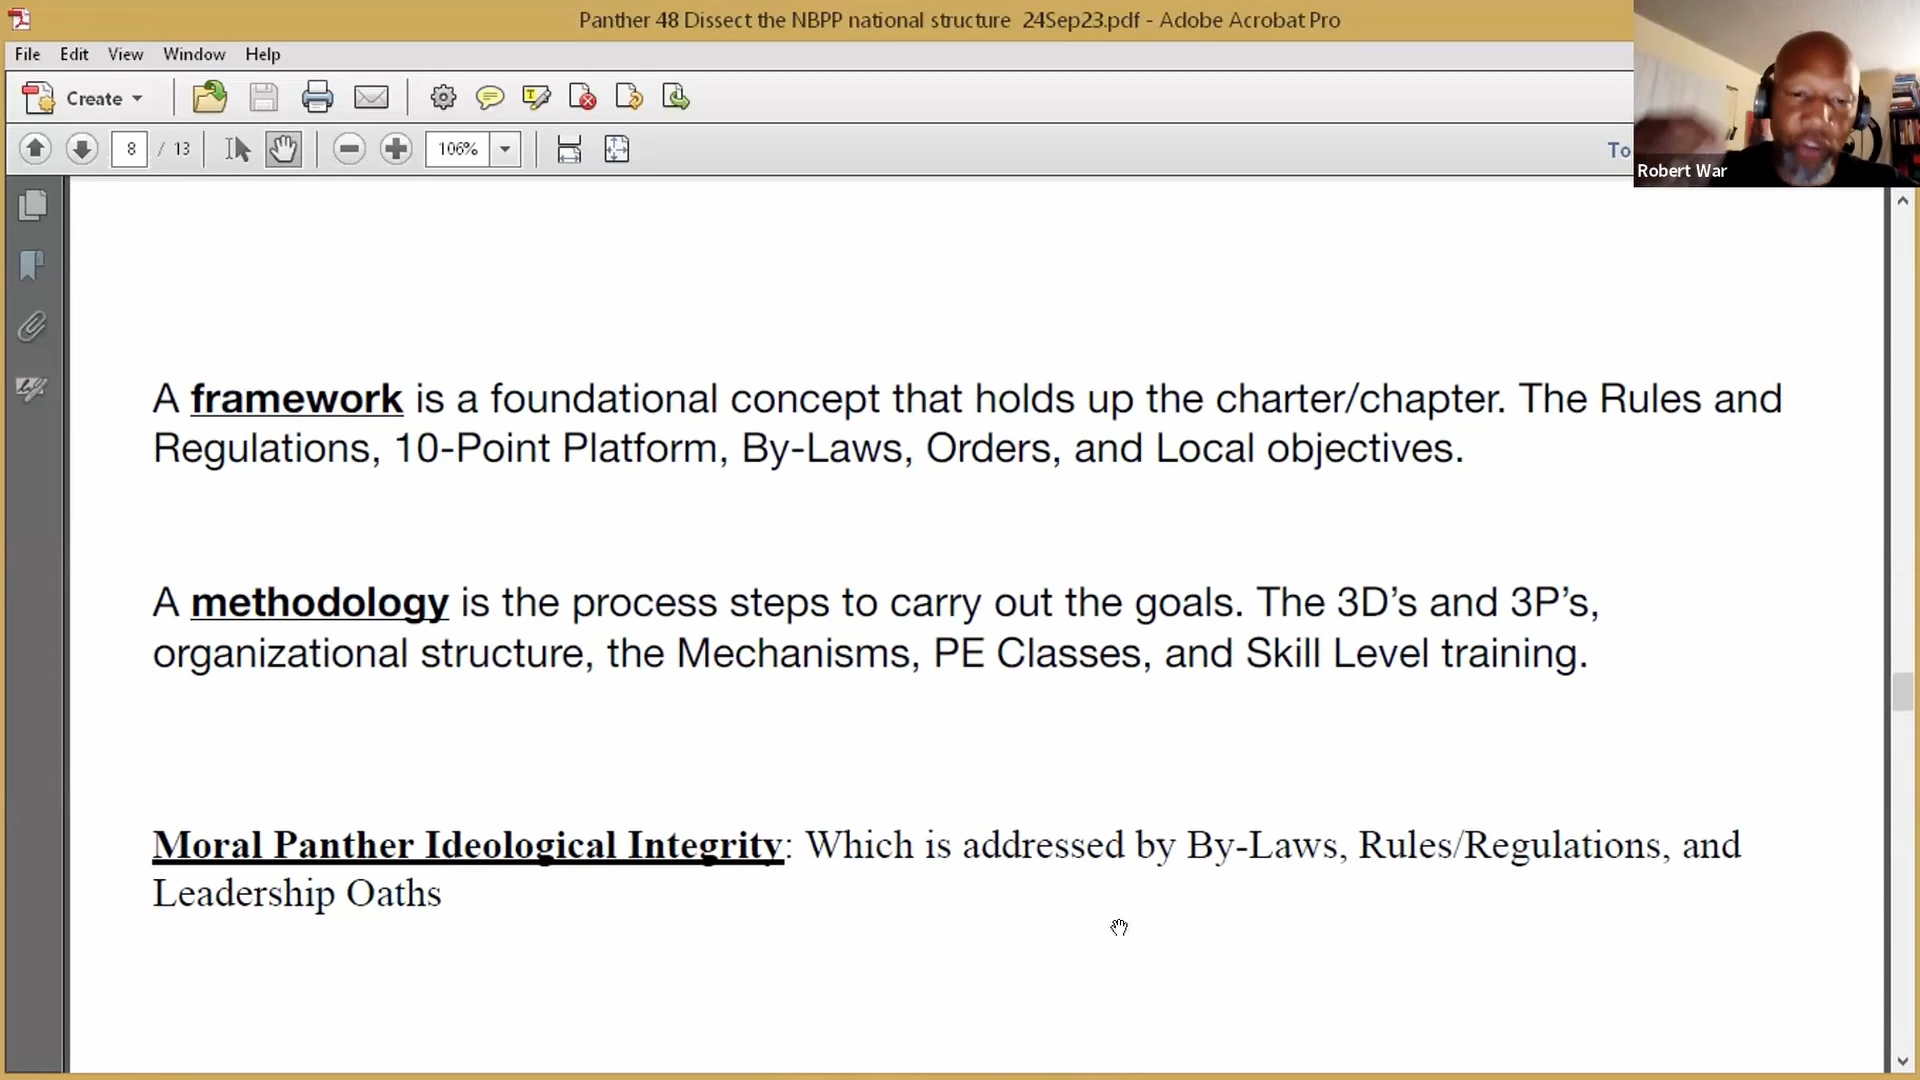 Panther 48 Dissect the NBPP national structure 24Sep23.pdf - Adobe Acrobat Pro
File Edit View Window Help
Create
8 / 13 106% To
Robert War
A framework is a foundational concept that holds up the charter/chapter. The Rules and
Regulations, 10-Point Platform, By-Laws, Orders, and Local objectives.
A methodology is the process steps to carry out the goals. The 3D’s and 3P’s,
organizational structure, the Mechanisms, PE Classes, and Skill Level training.
Moral Panther Ideological Integrity: Which is addressed by By-Laws, Rules/Regulations, and
Leadership Oaths